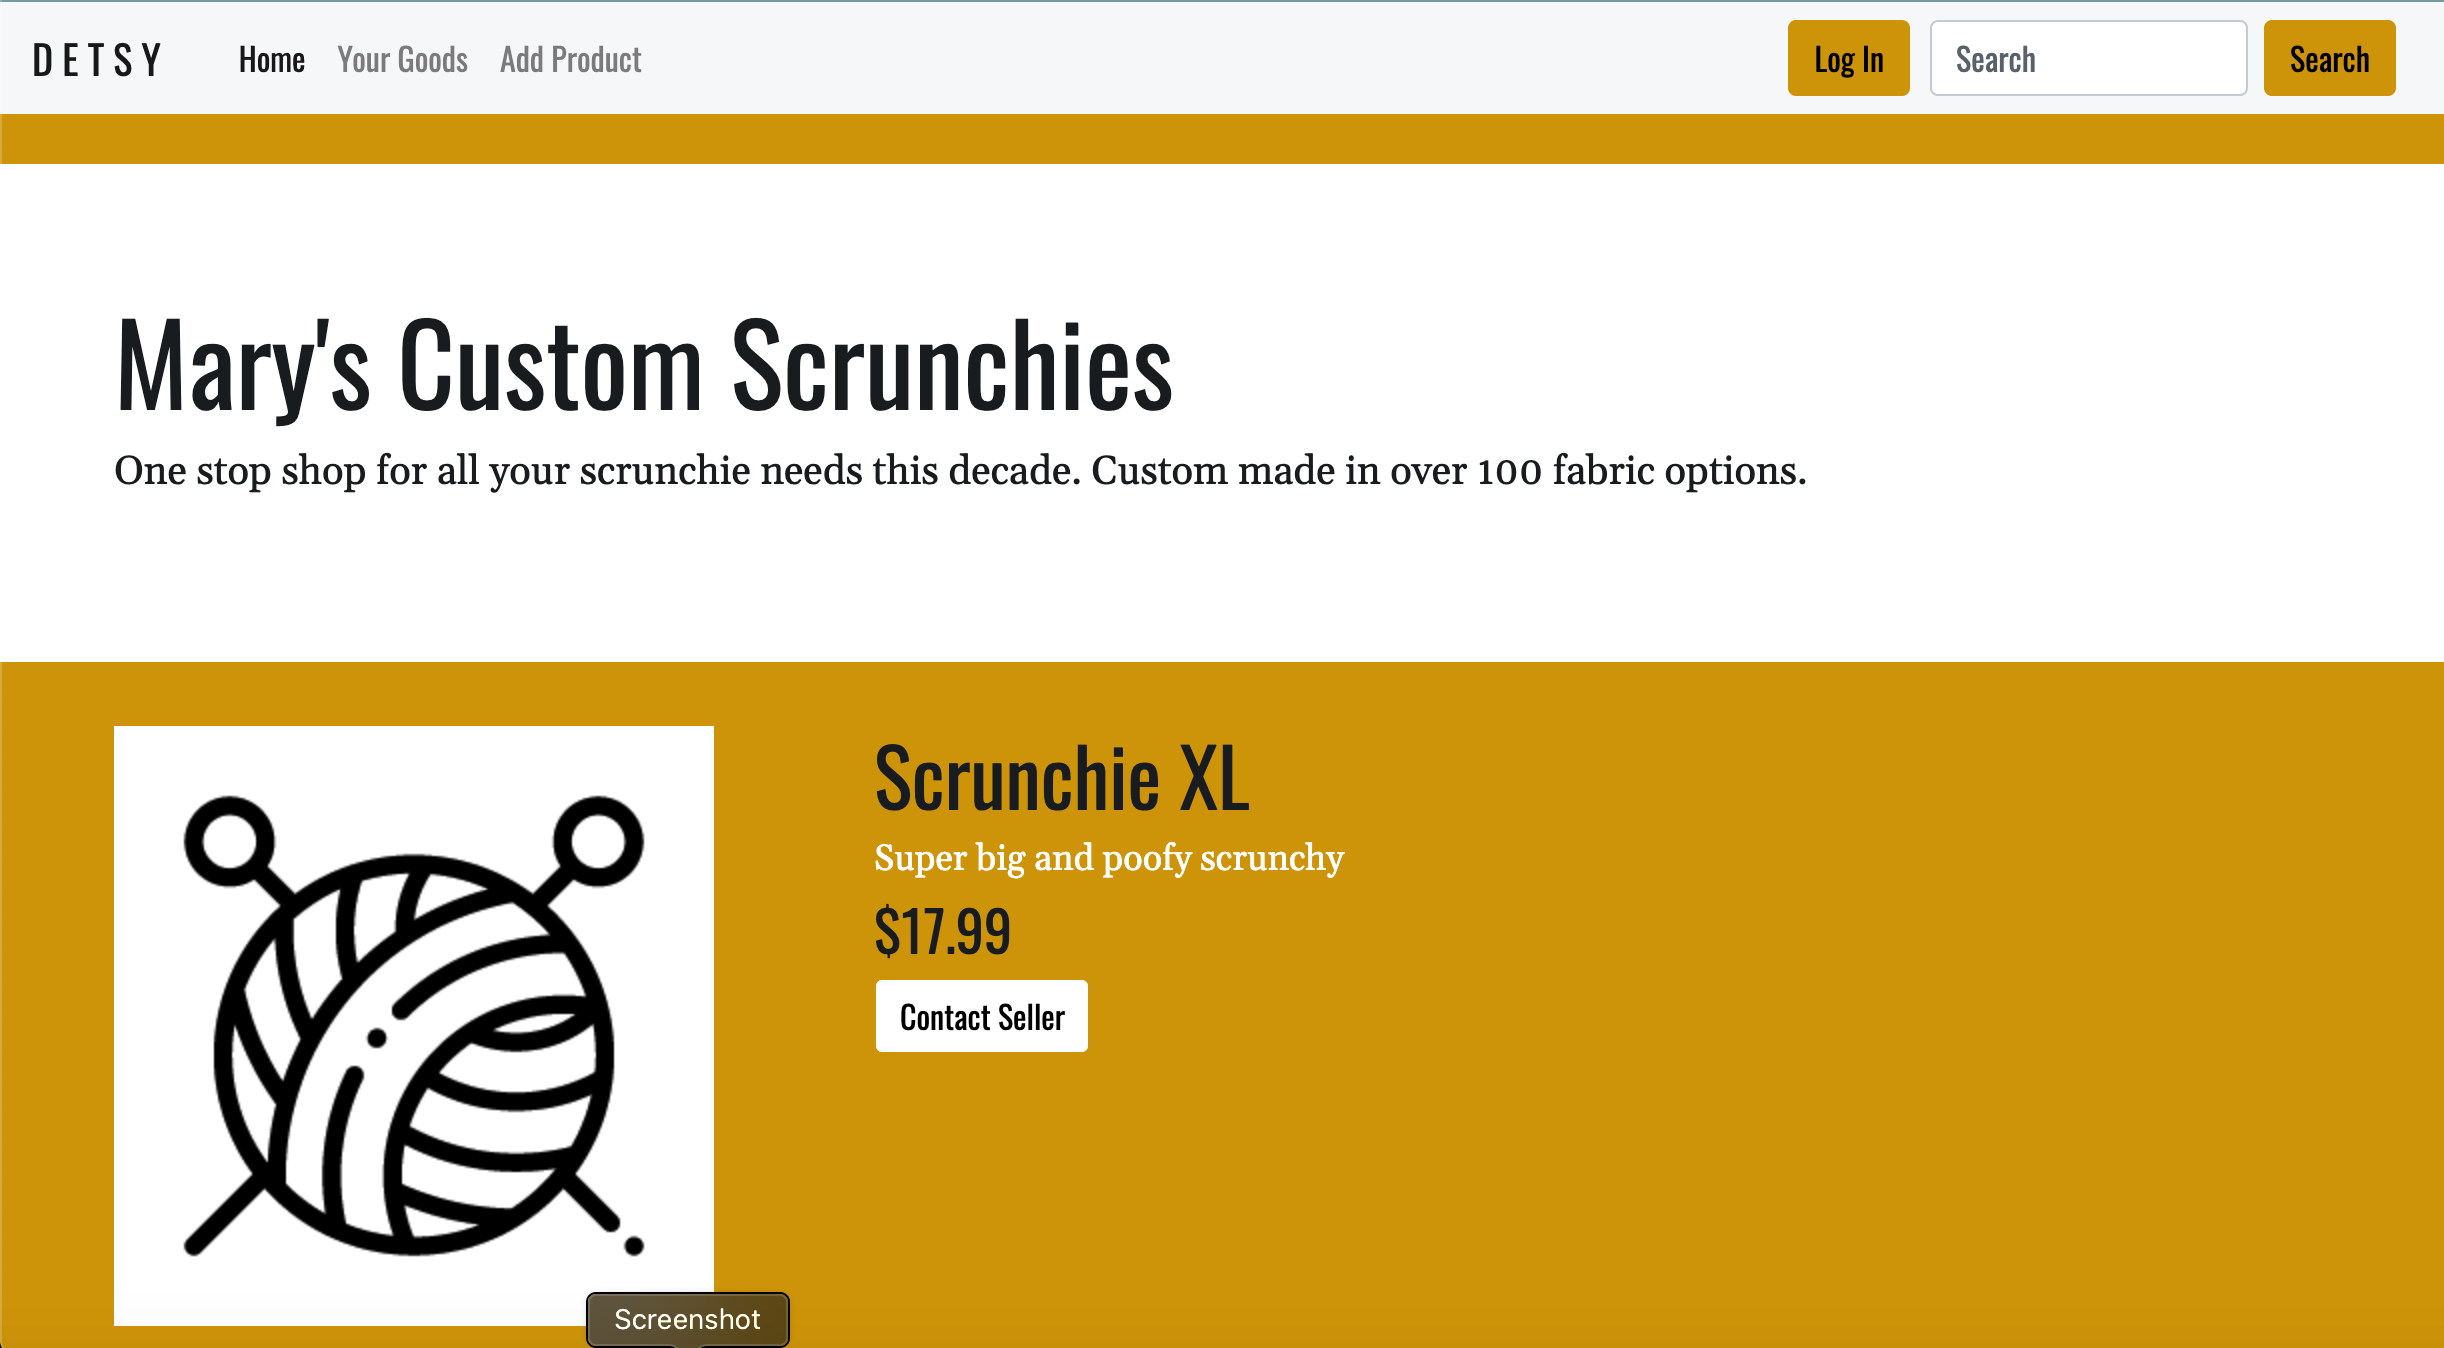 DETSY Home Your Goods Add Product Log In Search Search
Mary's Custom Scrunchies
One stop shop for all your scrunchie needs this decade. Custom made in over 100 fabric options.
Scrunchie XL
Super big and poofy scrunchy
$17.99
Contact Seller
Screenshot